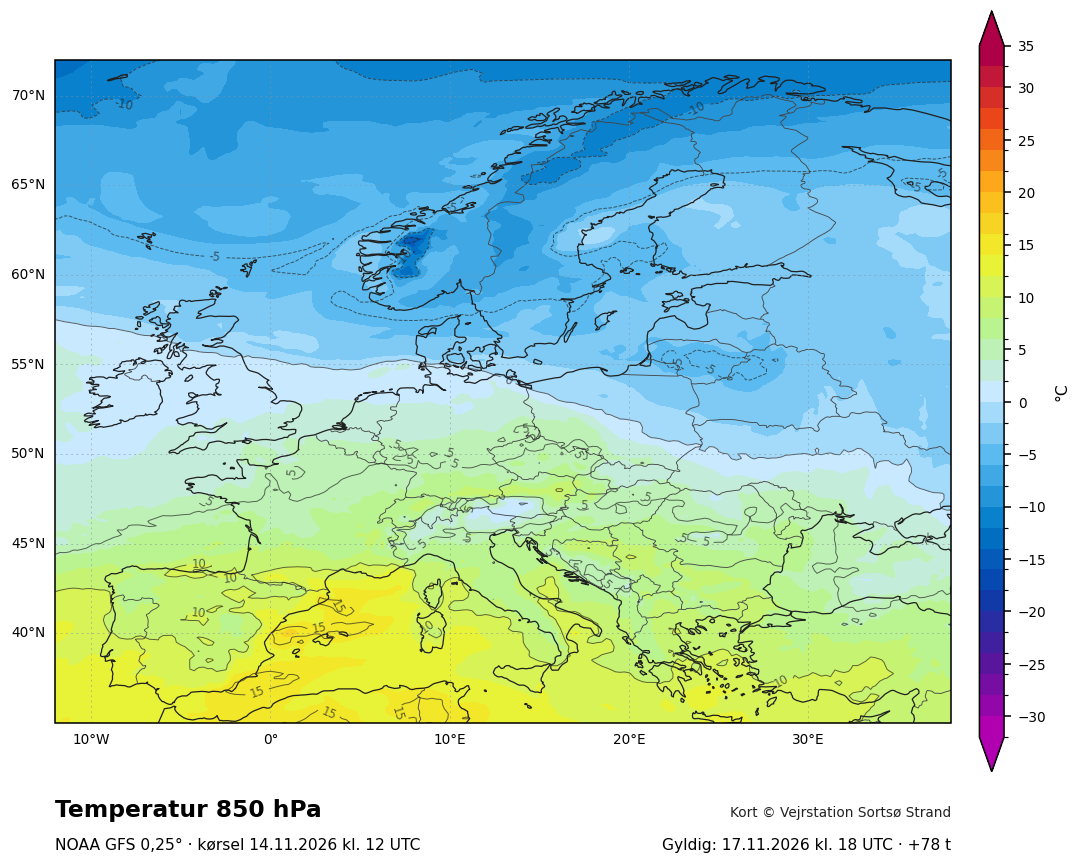 70°N
65°N
60°N
55°N
50°N
45°N
40°N
10°W 0° 10°E 20°E 30°E
35
30
25
20
15
10
5
0
−5
−10
−15
−20
−25
−30
°C
Temperatur 850 hPa
Kort © Vejrstation Sortsø Strand
NOAA GFS 0,25° · kørsel 14.11.2026 kl. 12 UTC
Gyldig: 17.11.2026 kl. 18 UTC · +78 t